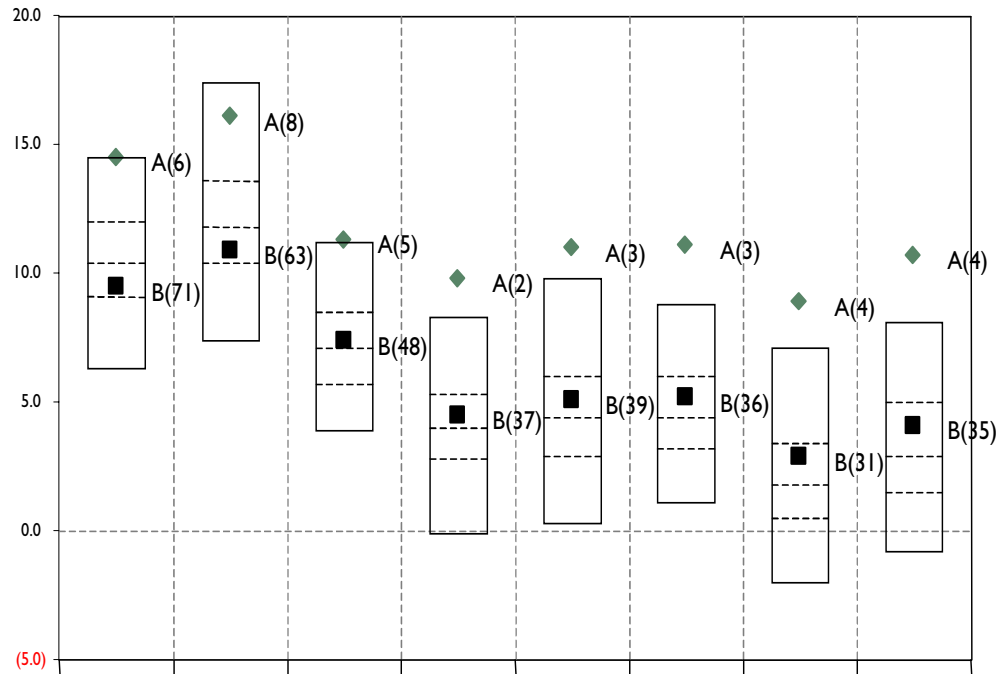 20.0
A(8)
15.0
A(6)
B(63)
A(5)
A(3)
A(3)
A(4)
10.0
B(71)
A(2)
A(4)
B(48)
5.0
B(37)
B(39)
B(36)
B(35)
B(31)
0.0
(5.0)